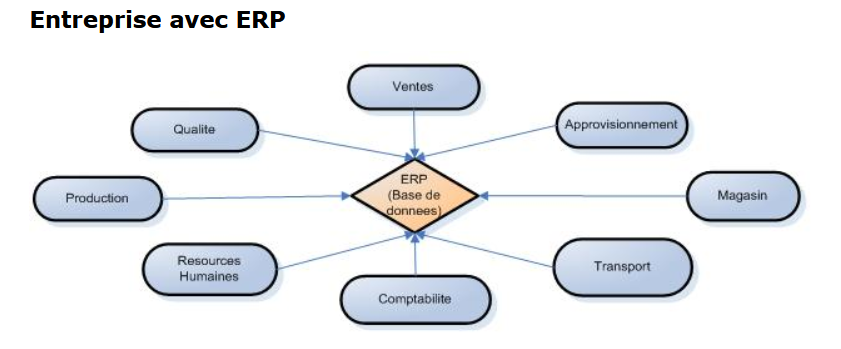 Entreprise avec ERP
Ventes
Qualite
Approvisionnement
ERP
(Base de
donnees)
Production
Magasin
Resources
Humaines
Transport
Comptabilite